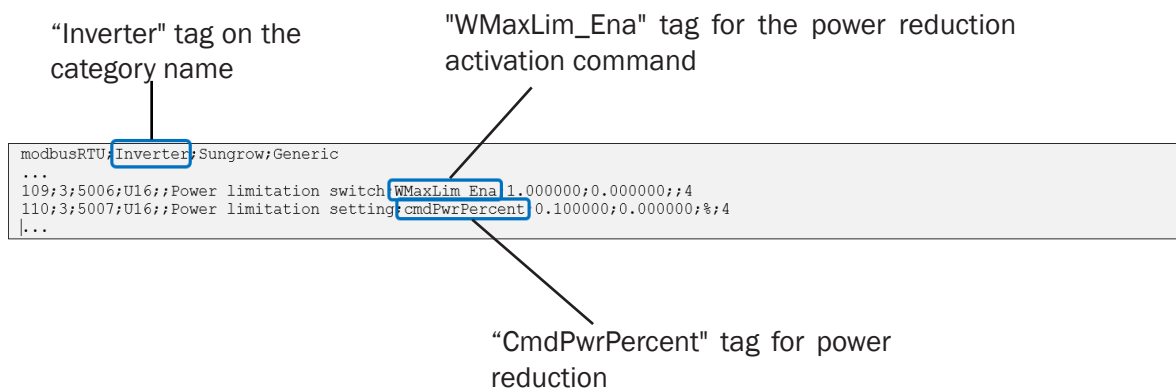 “Inverter" tag on the
category name
"WMaxLim_Ena" tag for the power reduction
activation command
modbusRTU;Inverter;Sungrow;Generic
...
109;3;5006;U16;;Power limitation switch;WMaxLim_Ena;1.000000;0.000000;;4
110;3;5007;U16;;Power limitation setting;cmdPwrPercent;0.100000;0.000000;%;4
...
“CmdPwrPercent" tag for power
reduction